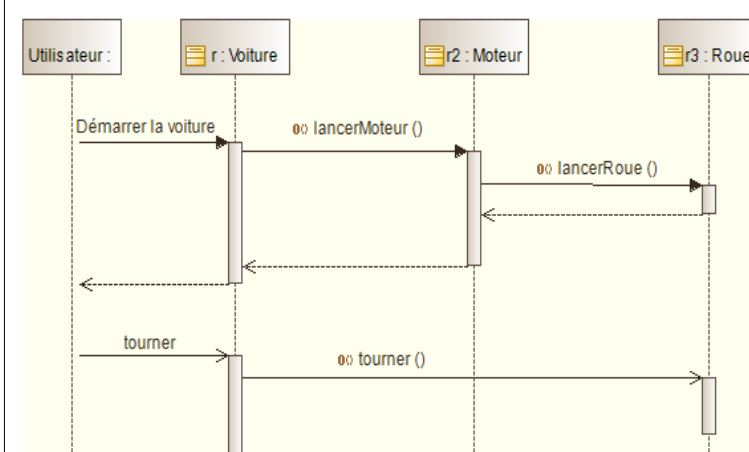 Utilisateur :
r : Voiture
r2 : Moteur
r3 : Roue
Démarrer la voiture
lancerMoteur ()
lancerRoue ()
tourner
tourner ()